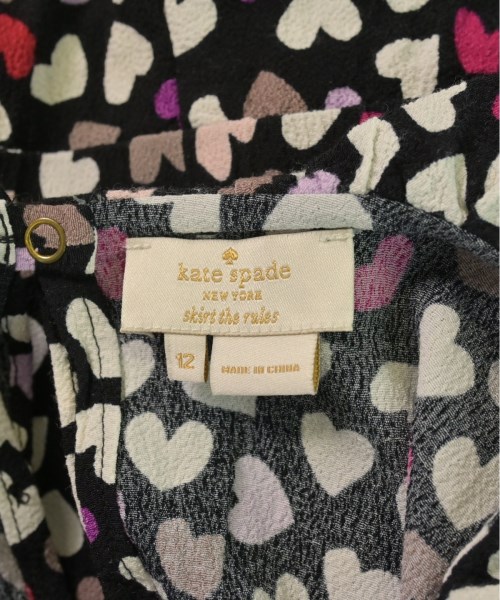 kate spade
NEW YORK
skirt the rules
12
MADE IN CHINA